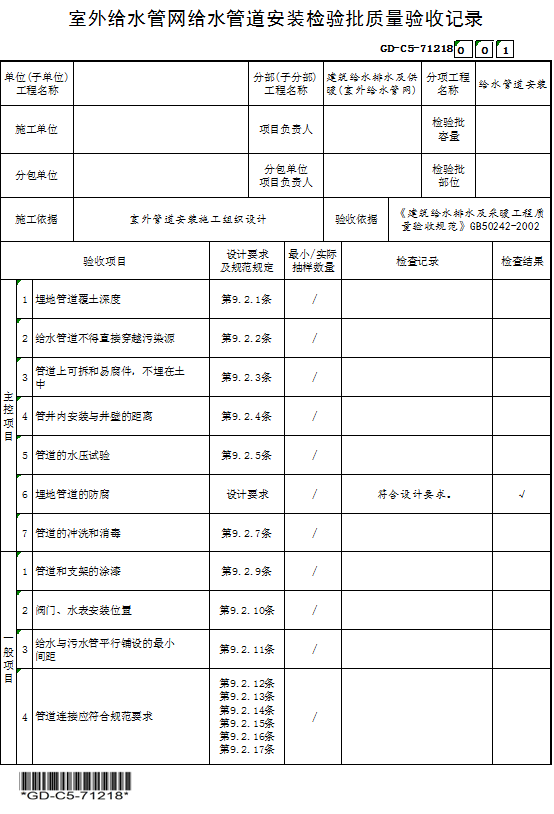 室外给水管网给水管道安装检验批质量验收记录
GD-C5-71218 0 0 1
单位(子单位)
工程名称
分部(子分部)
工程名称
建筑给水排水及供
暖(室外给水管网)
分项工程
名称
给水管道安装
施工单位
项目负责人
检验批
容量
分包单位
分包单位
项目负责人
检验批
部位
施工依据
室外管道安装施工组织设计
验收依据
《建筑给水排水及采暖工程质
量验收规范》GB50242-2002
验收项目
设计要求
及规范规定
最小/实际
抽样数量
检查记录
检查结果
主控项目
1 埋地管道覆土深度 第9.2.1条 /
2 给水管道不得直接穿越污染源 第9.2.2条 /
3 管道上可拆和易腐件，不埋在土
中 第9.2.3条 /
4 管井内安装与井壁的距离 第9.2.4条 /
5 管道的水压试验 第9.2.5条 /
6 埋地管道的防腐 设计要求 / 符合设计要求。 √
7 管道的冲洗和消毒 第9.2.7条 /
一般项目
1 管道和支架的涂漆 第9.2.9条 /
2 阀门、水表安装位置 第9.2.10条 /
3 给水与污水管平行铺设的最小
间距 第9.2.11条 /
4 管道连接应符合规范要求
第9.2.12条
第9.2.13条
第9.2.14条
第9.2.15条
第9.2.16条
第9.2.17条
/
*GD-C5-71218*